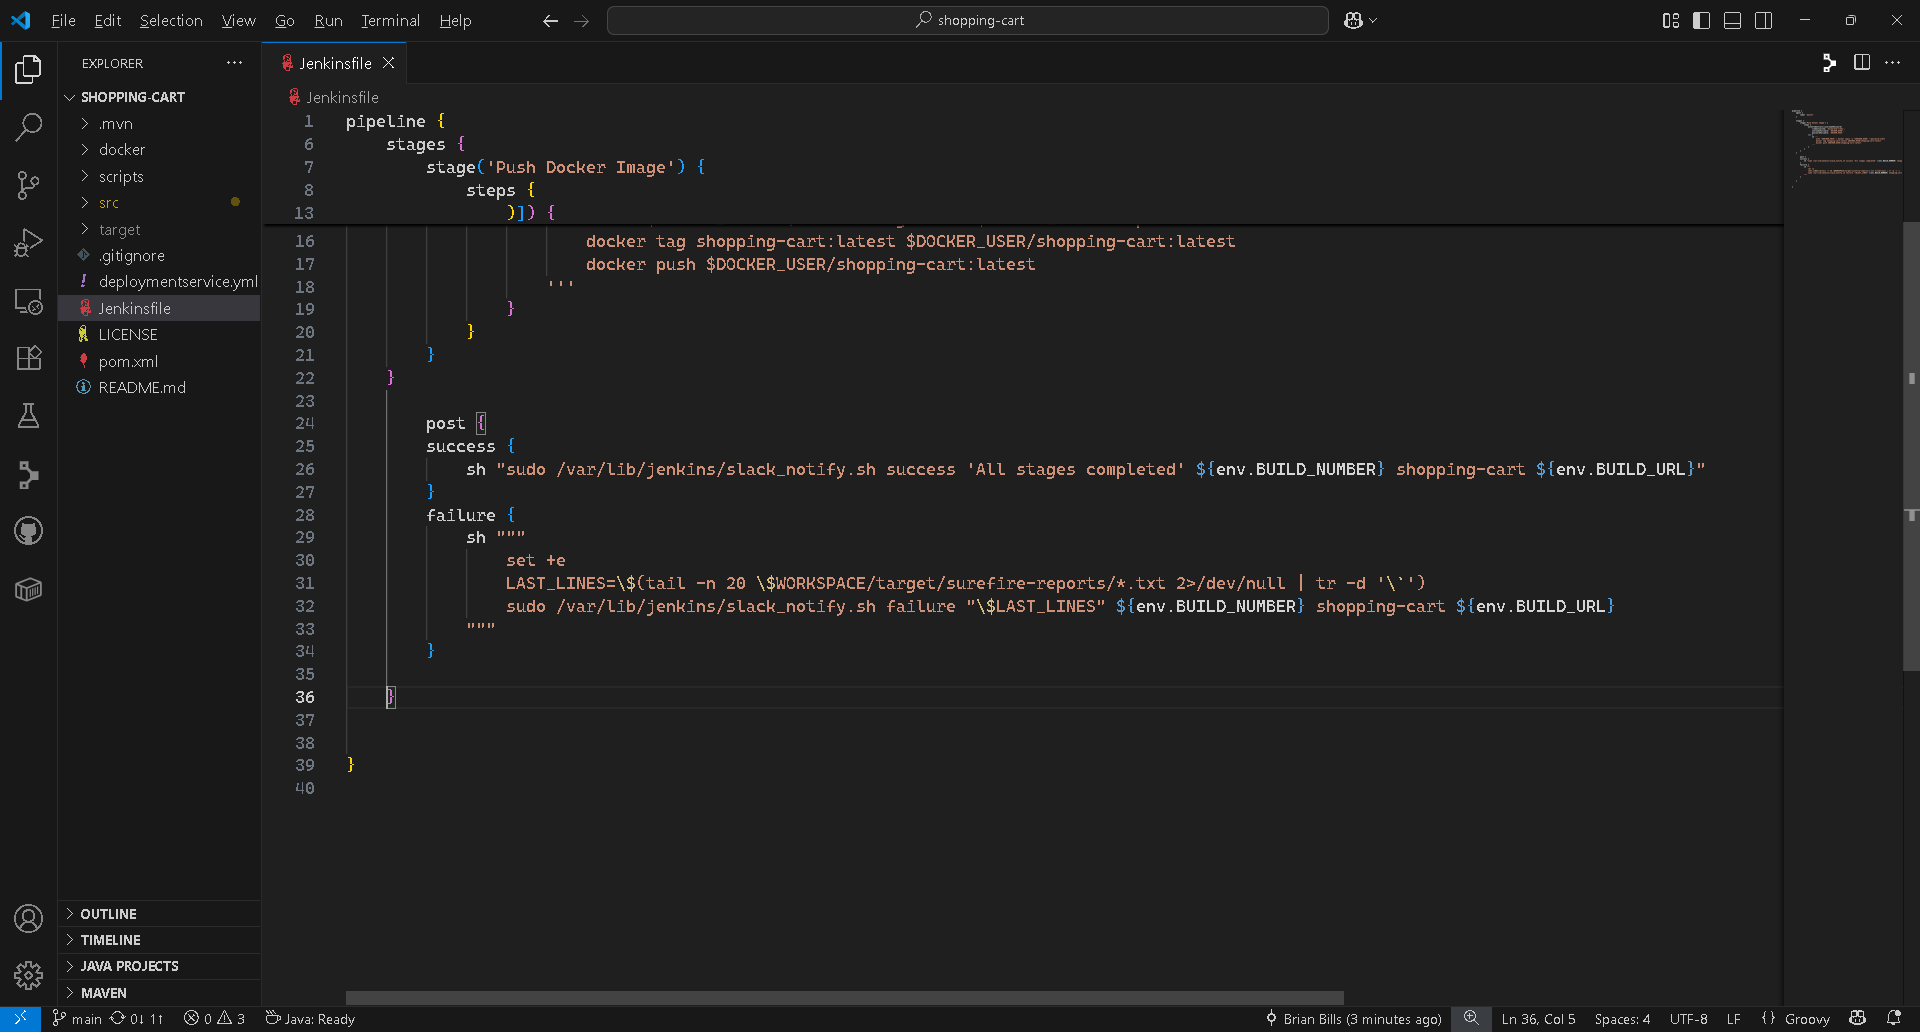 File Edit Selection View Go Run Terminal Help
shopping-cart
EXPLORER
SHOPPING-CART
.mvn
docker
scripts
src
target
.gitignore
deploymentservice.yml
Jenkinsfile
LICENSE
pom.xml
README.md
OUTLINE
TIMELINE
JAVA PROJECTS
MAVEN
Jenkinsfile
Jenkinsfile
1 pipeline {
6 stages {
7 stage('Push Docker Image') {
8 steps {
13 )]) {
16 docker tag shopping-cart:latest $DOCKER_USER/shopping-cart:latest
17 docker push $DOCKER_USER/shopping-cart:latest
18 '''
19 }
20 }
21 }
22 }
23
24 post {
25 success {
26 sh "sudo /var/lib/jenkins/slack_notify.sh success 'All stages completed' ${env.BUILD_NUMBER} shopping-cart ${env.BUILD_URL}"
27 }
28 failure {
29 sh """
30 set +e
31 LAST_LINES=\$(tail -n 20 \$WORKSPACE/target/surefire-reports/*.txt 2>/dev/null | tr -d '\`')
32 sudo /var/lib/jenkins/slack_notify.sh failure "\$LAST_LINES" ${env.BUILD_NUMBER} shopping-cart ${env.BUILD_URL}
33 """
34 }
35
36 }
37
38
39 }
40
main 0↓ 1↑ 0 3 Java: Ready
Brian Bills (3 minutes ago) Ln 36, Col 5 Spaces: 4 UTF-8 LF {} Groovy